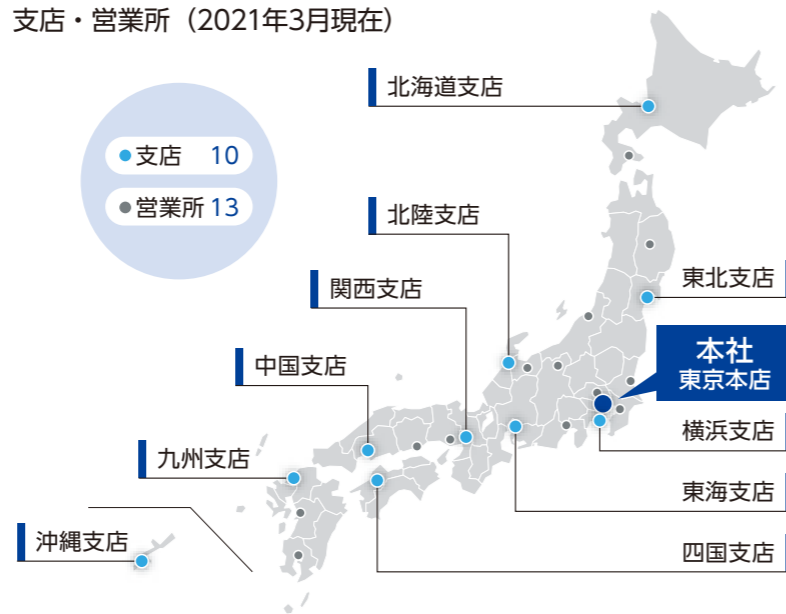 支店・営業所（2021年3月現在）
支店 10
営業所 13
北海道支店
北陸支店
関西支店
中国支店
九州支店
沖縄支店
東北支店
本社
東京本店
横浜支店
東海支店
四国支店